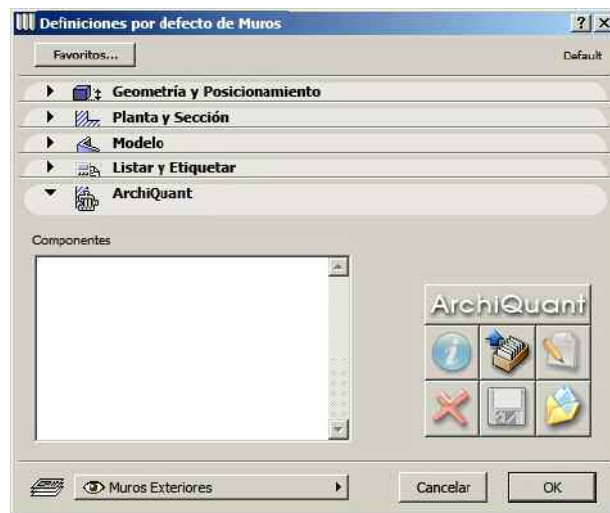 Definiciones por defecto de Muros
Favoritos...
Default
Geometría y Posicionamiento
Planta y Sección
Modelo
Listar y Etiquetar
ArchiQuant
Componentes
ArchiQuant
Muros Exteriores
Cancelar
OK